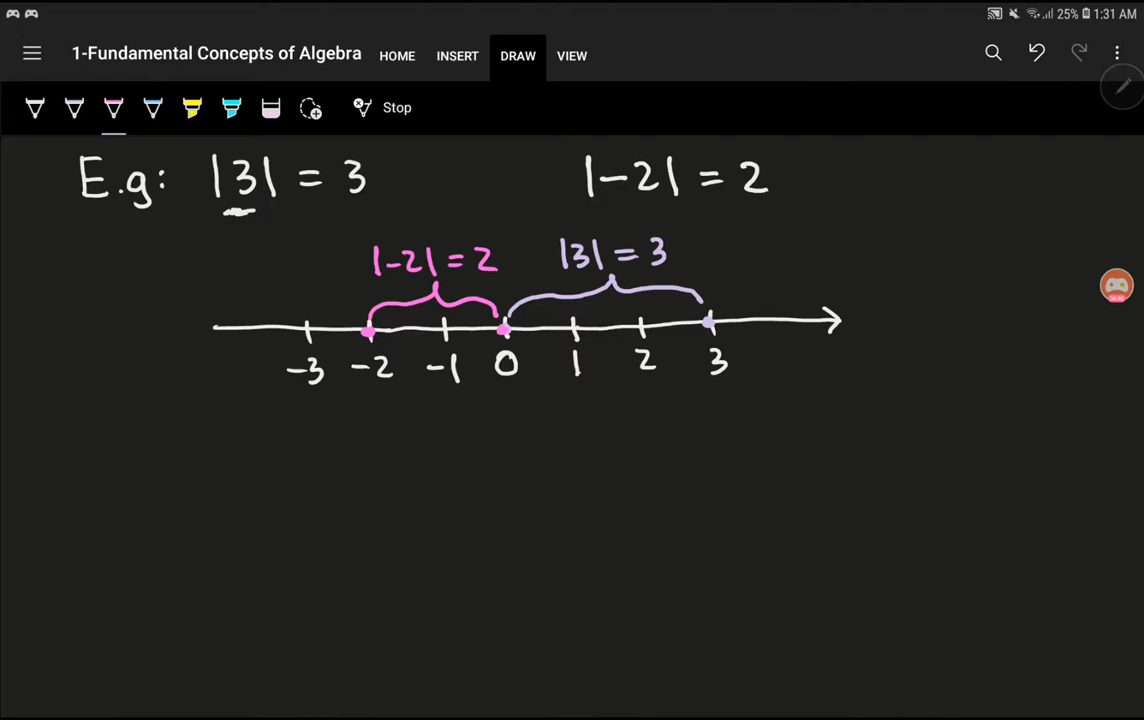 25% 1:31 AM
1-Fundamental Concepts of Algebra HOME INSERT DRAW VIEW
Stop
E.g: |3| = 3 |-2| = 2
|-2| = 2 |3| = 3
-3 -2 -1 0 1 2 3